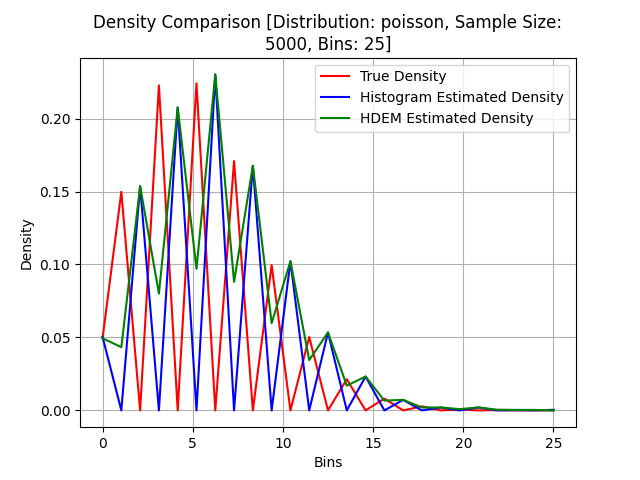 Density Comparison [Distribution: poisson, Sample Size:
5000, Bins: 25]
True Density
Histogram Estimated Density
HDEM Estimated Density
Density
0.20
0.15
0.10
0.05
0.00
0 5 10 15 20 25
Bins